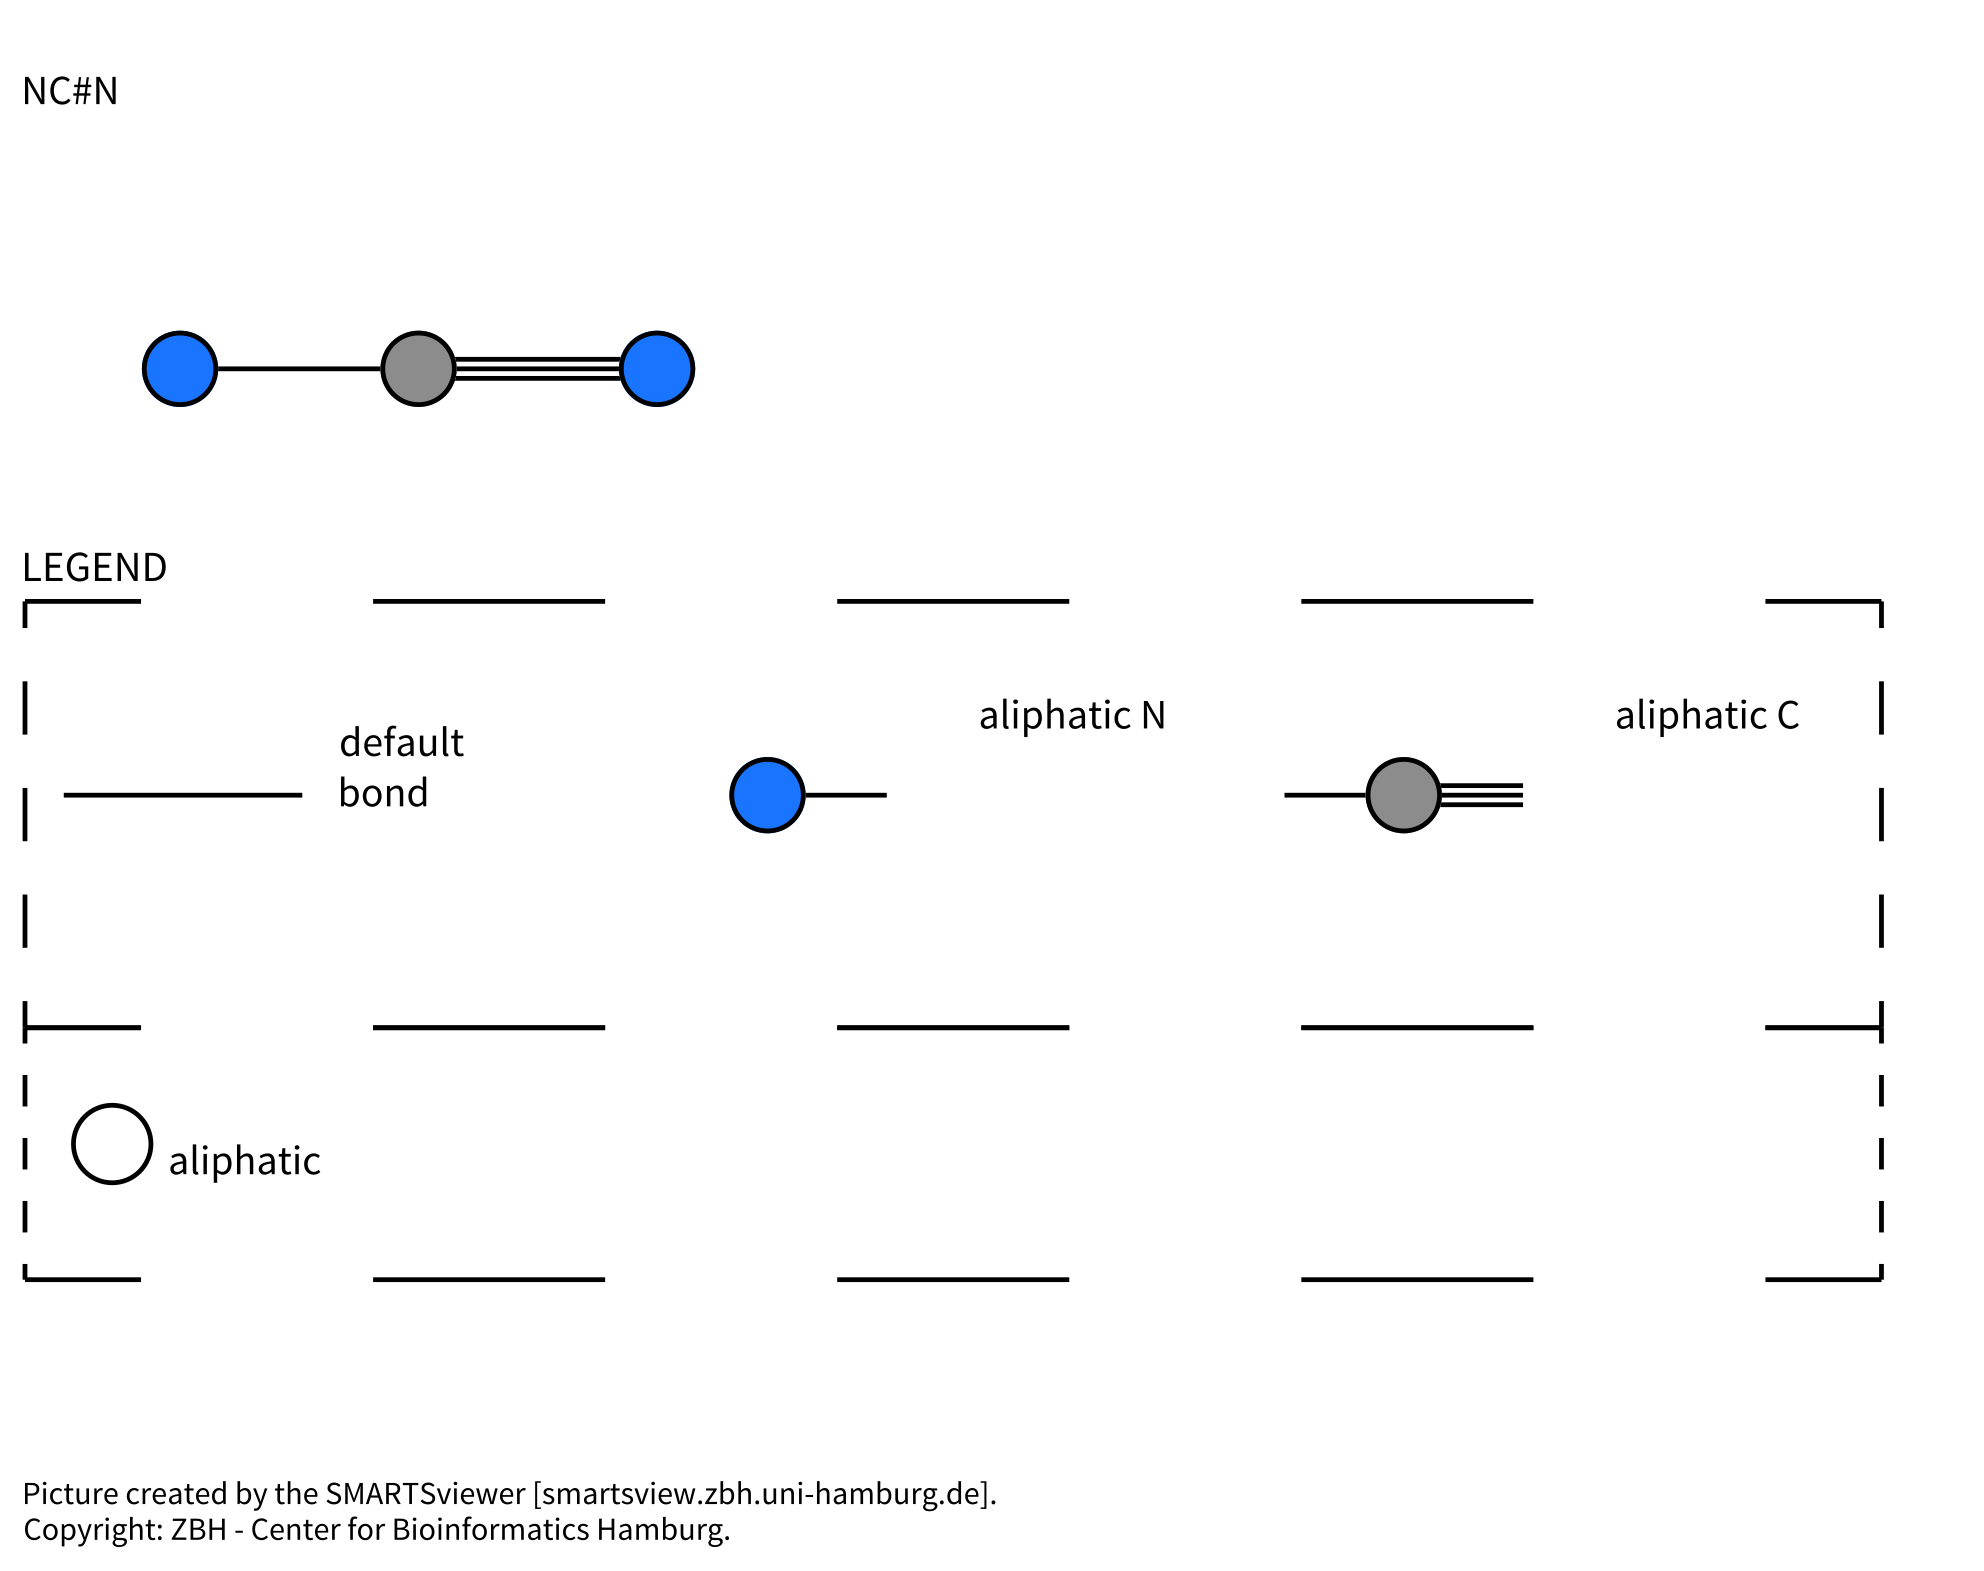 NC#N
LEGEND
default
bond
aliphatic N
aliphatic C
aliphatic
Picture created by the SMARTSviewer [smartsview.zbh.uni-hamburg.de].
Copyright: ZBH - Center for Bioinformatics Hamburg.